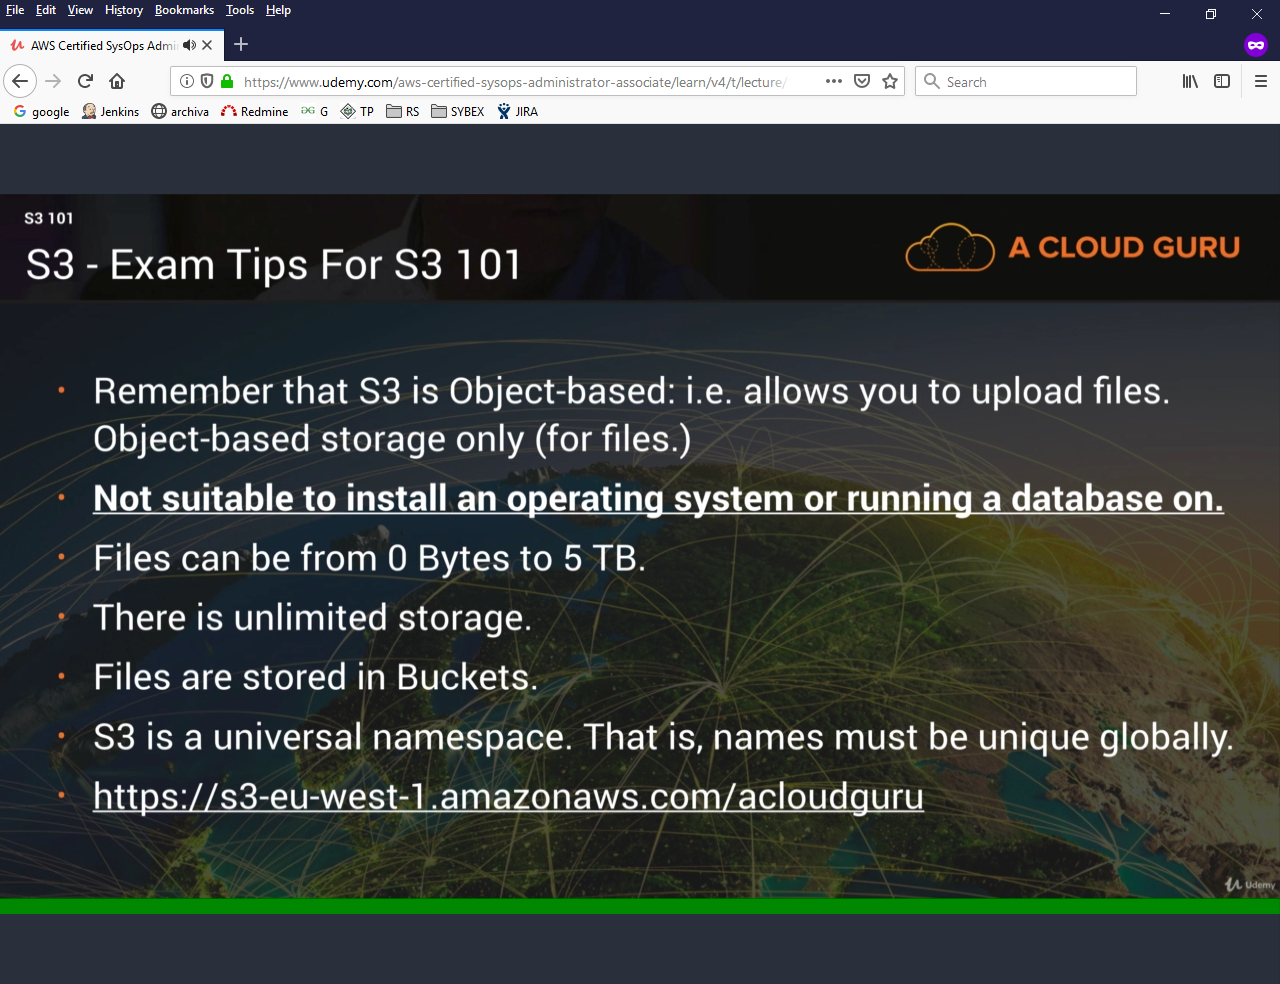 File Edit View History Bookmarks Tools Help
AWS Certified SysOps Admi
https://www.udemy.com/aws-certified-sysops-administrator-associate/learn/v4/t/lecture/
Search
google Jenkins archiva Redmine G TP RS SYBEX JIRA
S3 101
S3 - Exam Tips For S3 101
A CLOUD GURU
• Remember that S3 is Object-based: i.e. allows you to upload files.
Object-based storage only (for files.)
• Not suitable to install an operating system or running a database on.
• Files can be from 0 Bytes to 5 TB.
• There is unlimited storage.
• Files are stored in Buckets.
• S3 is a universal namespace. That is, names must be unique globally.
• https://s3-eu-west-1.amazonaws.com/acloudguru
Udemy